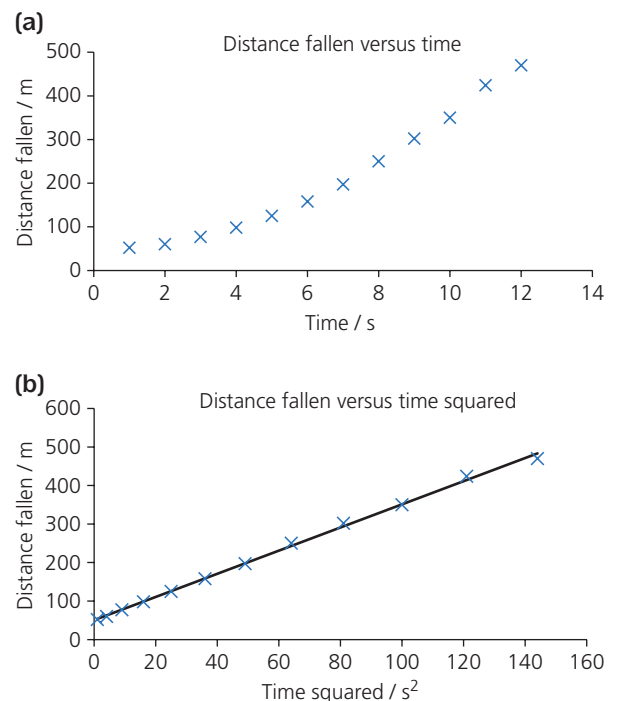 (a)
Distance fallen versus time
500
400
300
200
100
0
Distance fallen / m
0 2 4 6 8 10 12 14
Time / s
(b)
Distance fallen versus time squared
600
500
400
300
200
100
0
Distance fallen / m
0 20 40 60 80 100 120 140 160
Time squared / s²